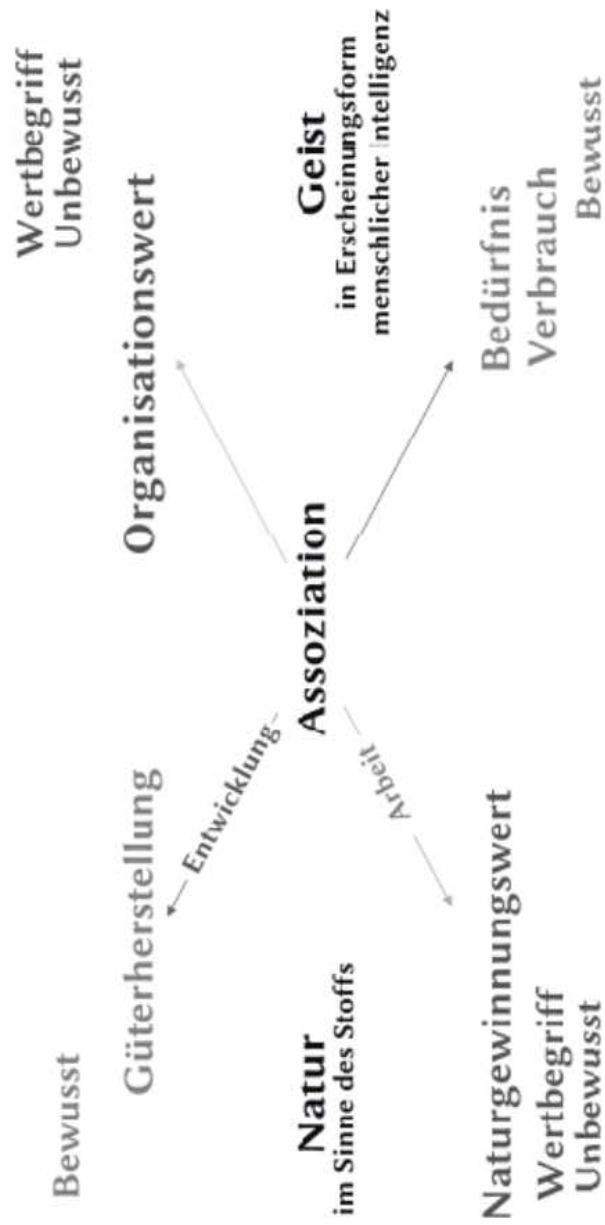 Bewusst
Wertbegriff
Unbewusst
Güterherstellung
Organisationswert
Entwicklung
Natur
im Sinne des Stoffs
Assoziation
Geist
in Erscheinungsform
menschlicher Intelligenz
Arbeit
Naturgewinnungswert
Wertbegriff
Unbewusst
Bedürfnis
Verbrauch
Bewusst